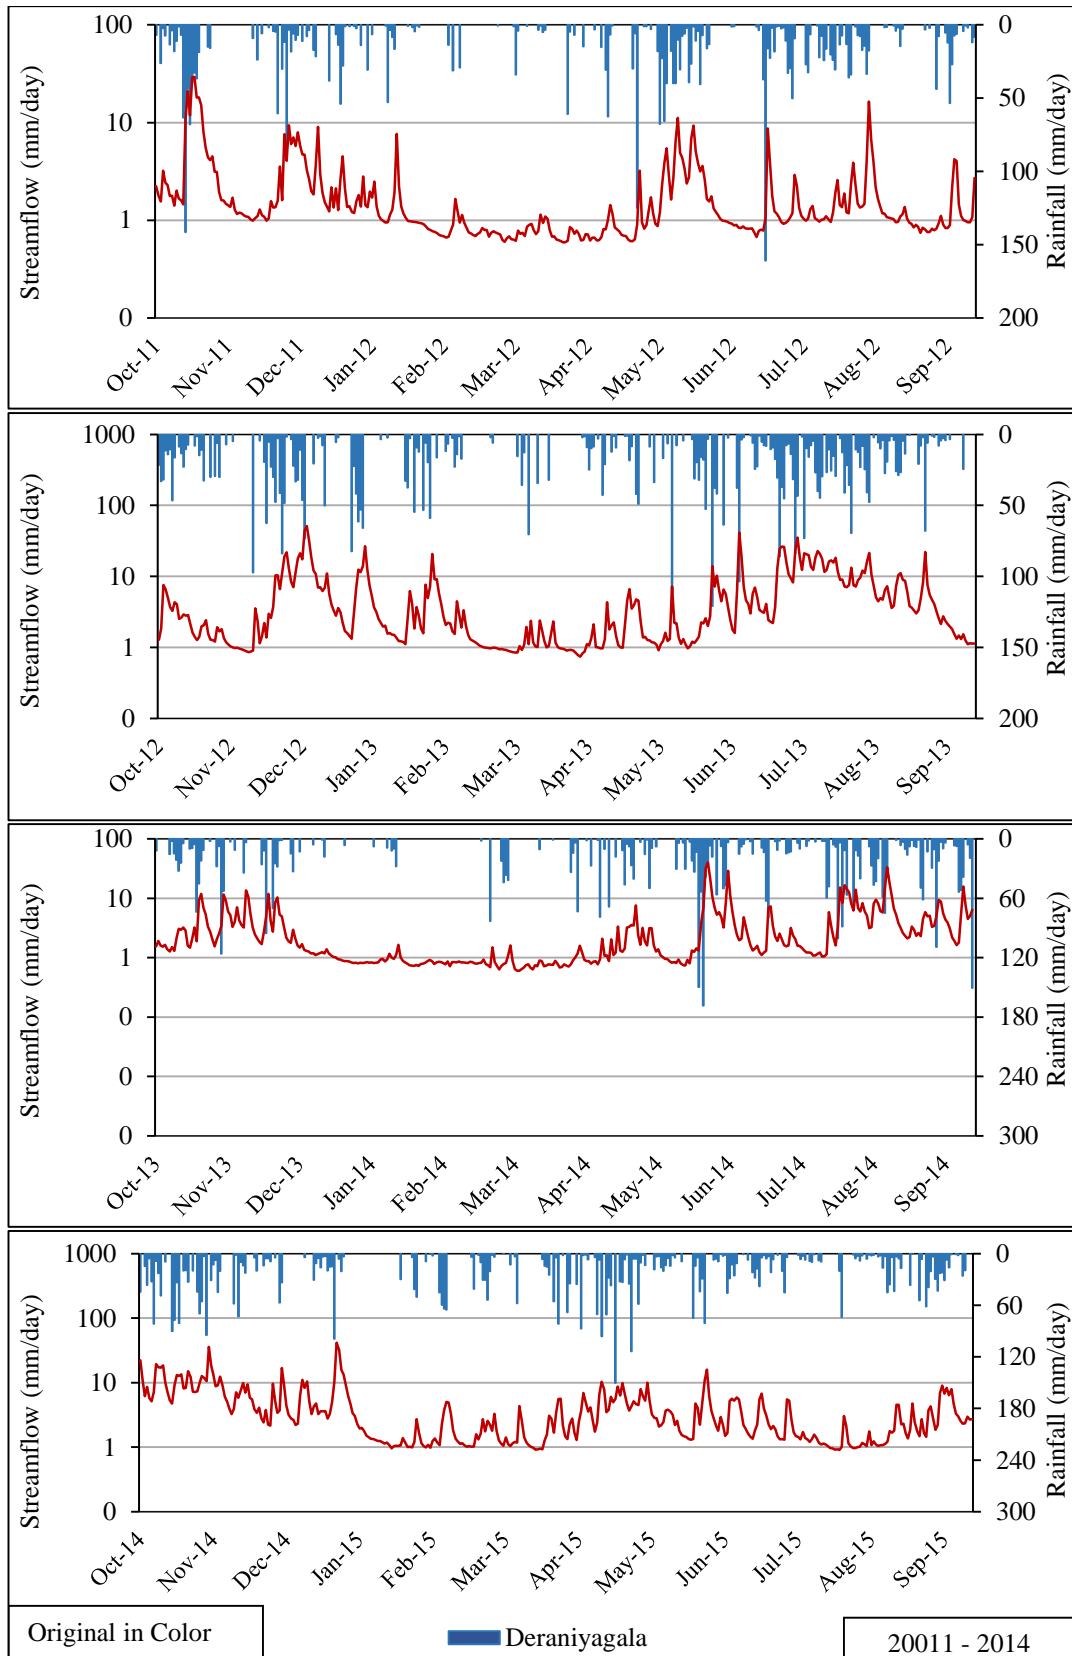 Streamflow (mm/day)
100
10
1
0
0
50
100
150
200
Rainfall (mm/day)
Oct-11 Nov-11 Dec-11 Jan-12 Feb-12 Mar-12 Apr-12 May-12 Jun-12 Jul-12 Aug-12 Sep-12
Streamflow (mm/day)
1000
100
10
1
0
0
50
100
150
200
Rainfall (mm/day)
Oct-12 Nov-12 Dec-12 Jan-13 Feb-13 Mar-13 Apr-13 May-13 Jun-13 Jul-13 Aug-13 Sep-13
Streamflow (mm/day)
100
10
1
0
0
0
0
60
120
180
240
300
Rainfall (mm/day)
Oct-13 Nov-13 Dec-13 Jan-14 Feb-14 Mar-14 Apr-14 May-14 Jun-14 Jul-14 Aug-14 Sep-14
Streamflow (mm/day)
1000
100
10
1
0
0
60
120
180
240
300
Rainfall (mm/day)
Oct-14 Nov-14 Dec-14 Jan-15 Feb-15 Mar-15 Apr-15 May-15 Jun-15 Jul-15 Aug-15 Sep-15
Original in Color
Deraniyagala
20011 - 2014